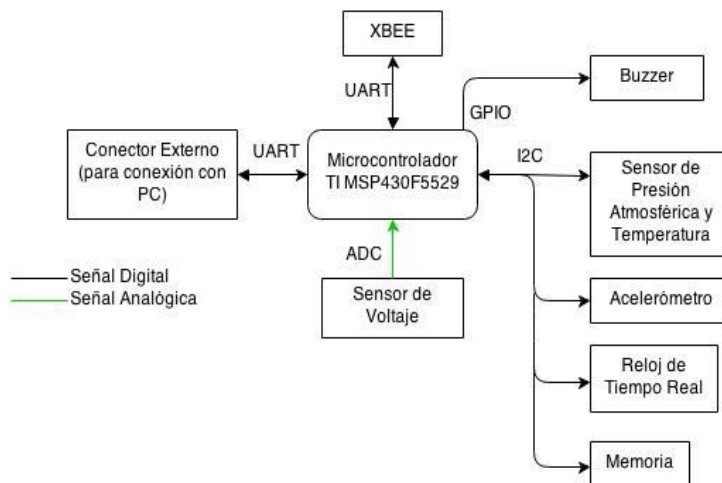 XBEE
UART
Buzzer
GPIO
Conector Externo
(para conexión con
PC)
UART
Microcontrolador
TI MSP430F5529
I2C
Sensor de
Presión
Atmosférica y
Temperatura
ADC
Señal Digital
Señal Analógica
Sensor de
Voltaje
Acelerómetro
Reloj de
Tiempo Real
Memoria